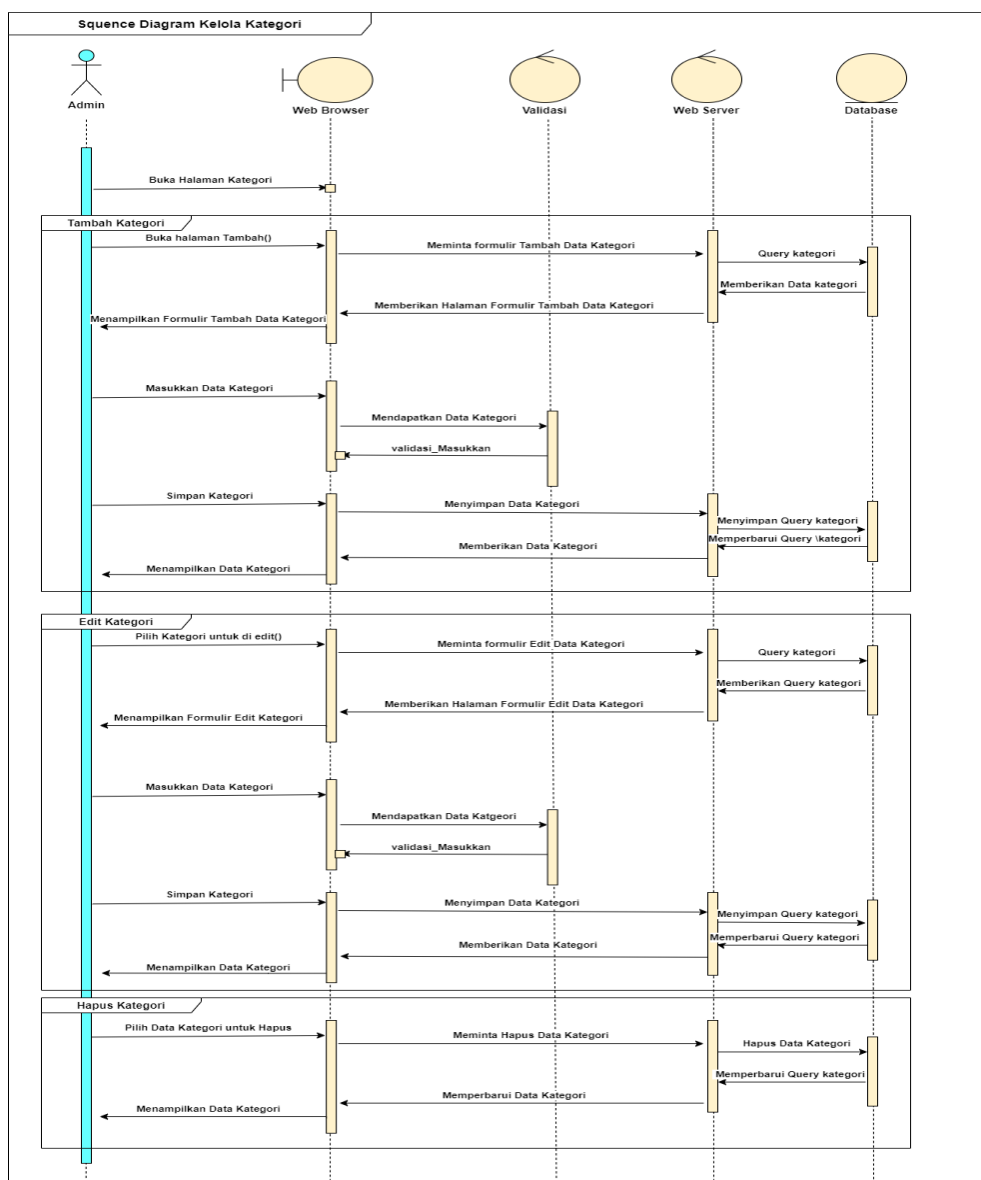 Squence Diagram Kelola Kategori
Admin
Web Browser
Validasi
Web Server
Database
Buka Halaman Kategori
Tambah Kategori
Buka halaman Tambah()
Meminta formulir Tambah Data Kategori
Query kategori
Memberikan Data kategori
Memberikan Halaman Formulir Tambah Data Kategori
Menampilkan Formulir Tambah Data Kategori
Masukkan Data Kategori
Mendapatkan Data Kategori
validasi_Masukkan
Simpan Kategori
Menyimpan Data Kategori
Menyimpan Query kategori
Memperbarui Query \kategori
Memberikan Data Kategori
Menampilkan Data Kategori
Edit Kategori
Pilih Kategori untuk di edit()
Meminta formulir Edit Data Kategori
Query kategori
Memberikan Query kategori
Memberikan Halaman Formulir Edit Data Kategori
Menampilkan Formulir Edit Kategori
Masukkan Data Kategori
Mendapatkan Data Katgeori
validasi_Masukkan
Simpan Kategori
Menyimpan Data Kategori
Menyimpan Query kategori
Memperbarui Query kategori
Memberikan Data Kategori
Menampilkan Data Kategori
Hapus Kategori
Pilih Data Kategori untuk Hapus
Meminta Hapus Data Kategori
Hapus Data Kategori
Memperbarui Query kategori
Memperbarui Data Kategori
Menampilkan Data Kategori